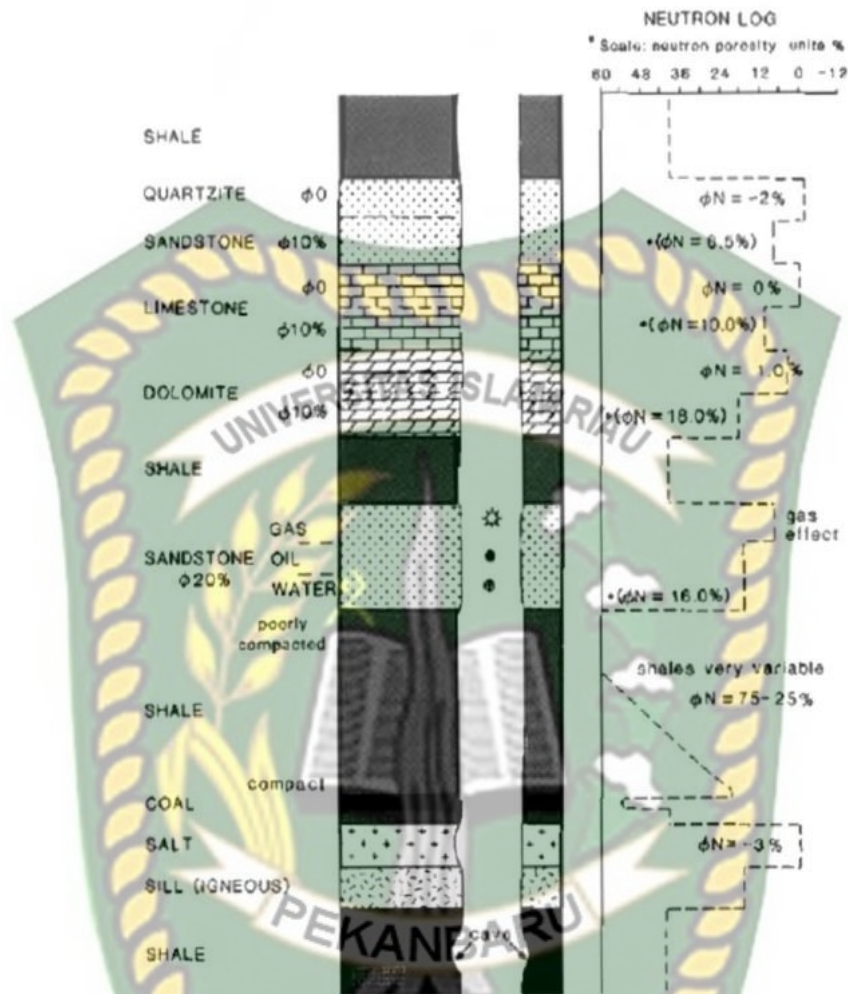 NEUTRON LOG
* Scale: neutron porosity units %
60 48 36 24 12 0 -12
SHALE
QUARTZITE φ0
φN = -2%
SANDSTONE φ10%
*(φN = 6.5%)
φ0
φN = 0%
LIMESTONE
φ10%
*(φN = 10.0%)
φ0
φN = 1.0%
DOLOMITE
φ10%
*(φN = 18.0%)
UNIVERSITAS ISLAM RIAU
SHALE
GAS
gas
effect
SANDSTONE OIL
φ20%
WATER
*(φN = 16.0%)
poorly
compacted
shales very variable
φN = 75-25%
SHALE
compact
COAL
SALT
φN = -3%
SILL (IGNEOUS)
PEKANBARU
cave
SHALE